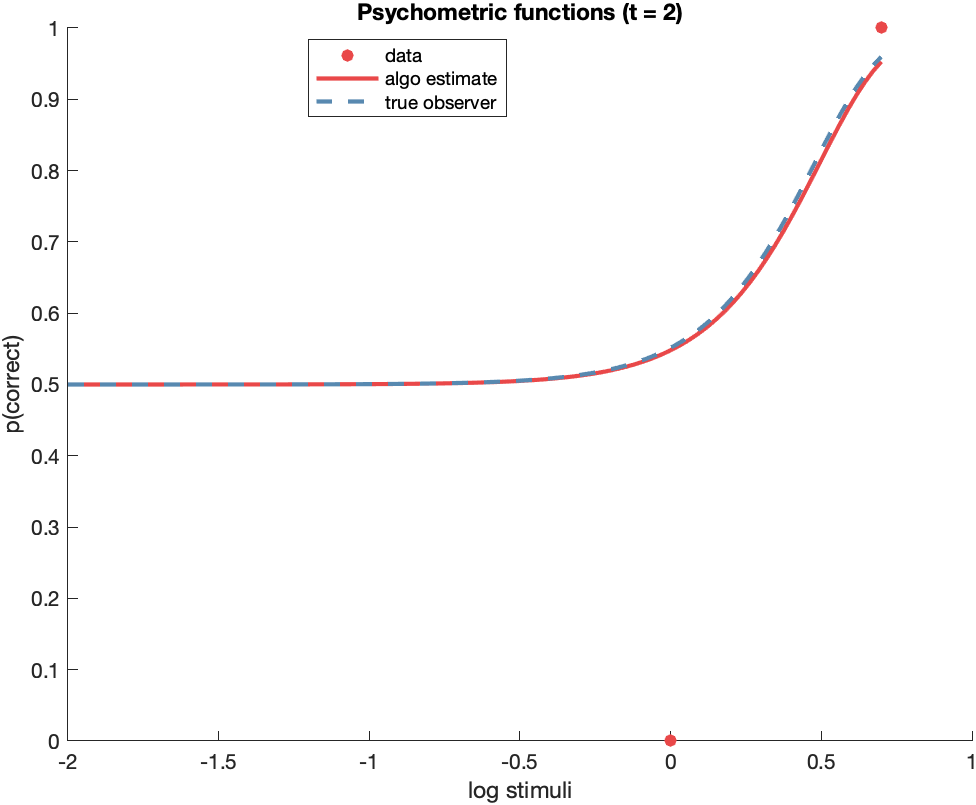 Psychometric functions (t = 2)
data
algo estimate
true observer
p(correct)
1
0.9
0.8
0.7
0.6
0.5
0.4
0.3
0.2
0.1
0
-2 -1.5 -1 -0.5 0 0.5 1
log stimuli